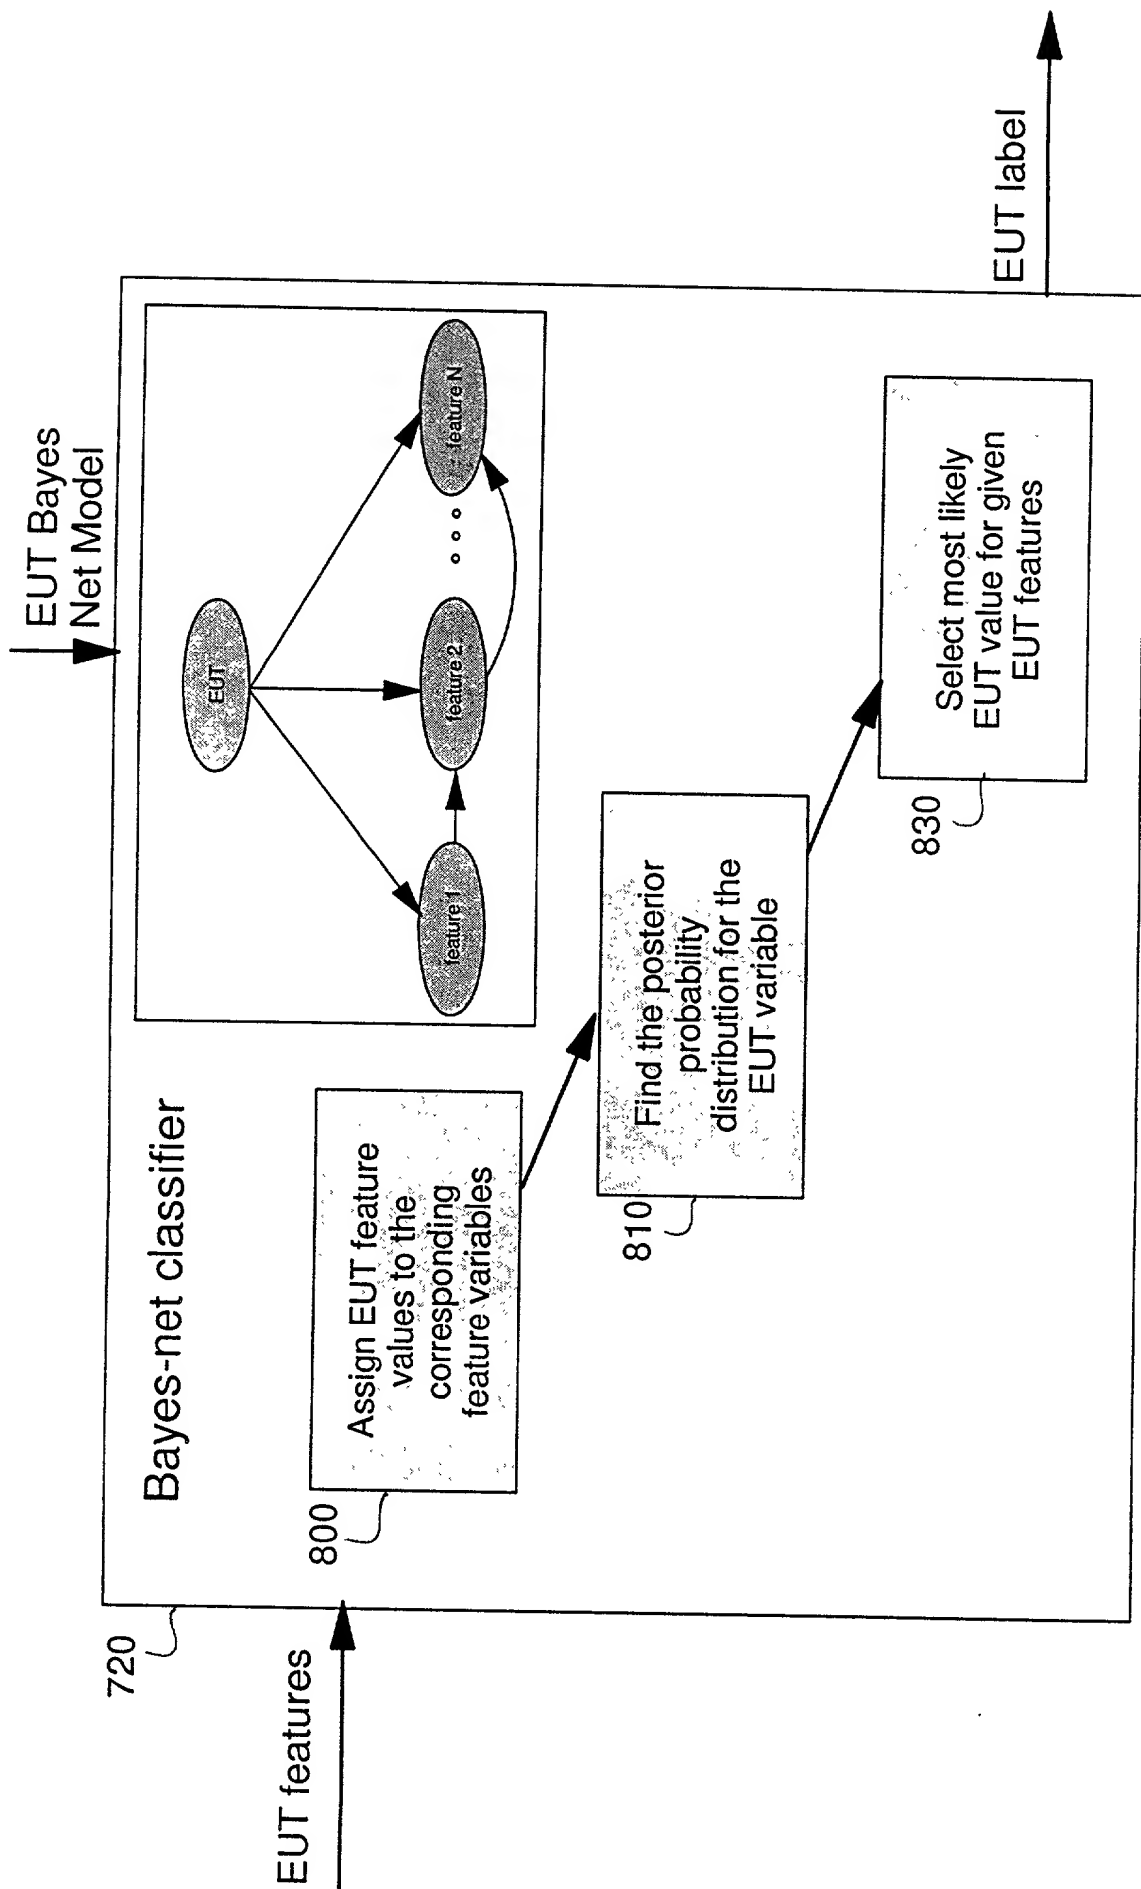 EUT Bayes
Net Model
Bayes-net classifier
720
EUT features
EUT
feature 1
feature 2
feature N
800
Assign EUT feature
values to the
corresponding
feature variables
810
Find the posterior
probability
distribution for the
EUT variable
830
Select most likely
EUT value for given
EUT features
EUT label